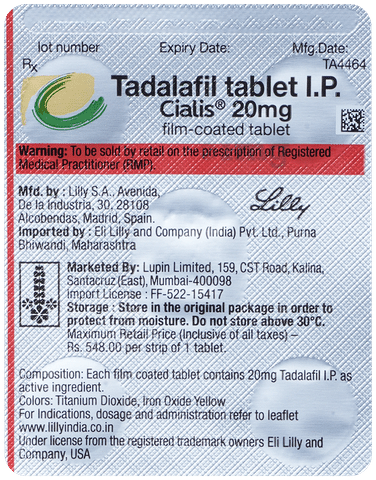 lot number Expiry Date: Mfg.Date:
Rx TA4464
Tadalafil tablet I.P.
Cialis® 20mg
film-coated tablet
Warning: To be sold by retail on the prescription of Registered
Medical Practitioner (RMP).
Mfd. by : Lilly S.A., Avenida,
De la Industria, 30, 28108
Alcobendas, Madrid, Spain.
Lilly
Imported by : Eli Lilly and Company (India) Pvt. Ltd., Purna
Bhiwandi, Maharashtra
Marketed By: Lupin Limited, 159, CST Road, Kalina,
Santacruz(East), Mumbai-400098
Import License : FF-522-15417
Storage : Store in the original package in order to
protect from moisture. Do not store above 30°C.
Maximum Retail Price (Inclusive of all taxes) –
Rs. 548.00 per strip of 1 tablet.
Composition: Each film coated tablet contains 20mg Tadalafil I.P. as
active ingredient.
Colors: Titanium Dioxide, Iron Oxide Yellow
For Indications, dosage and administration refer to leaflet
www.lillyindia.co.in
Under license from the registered trademark owners Eli Lilly and
Company, USA